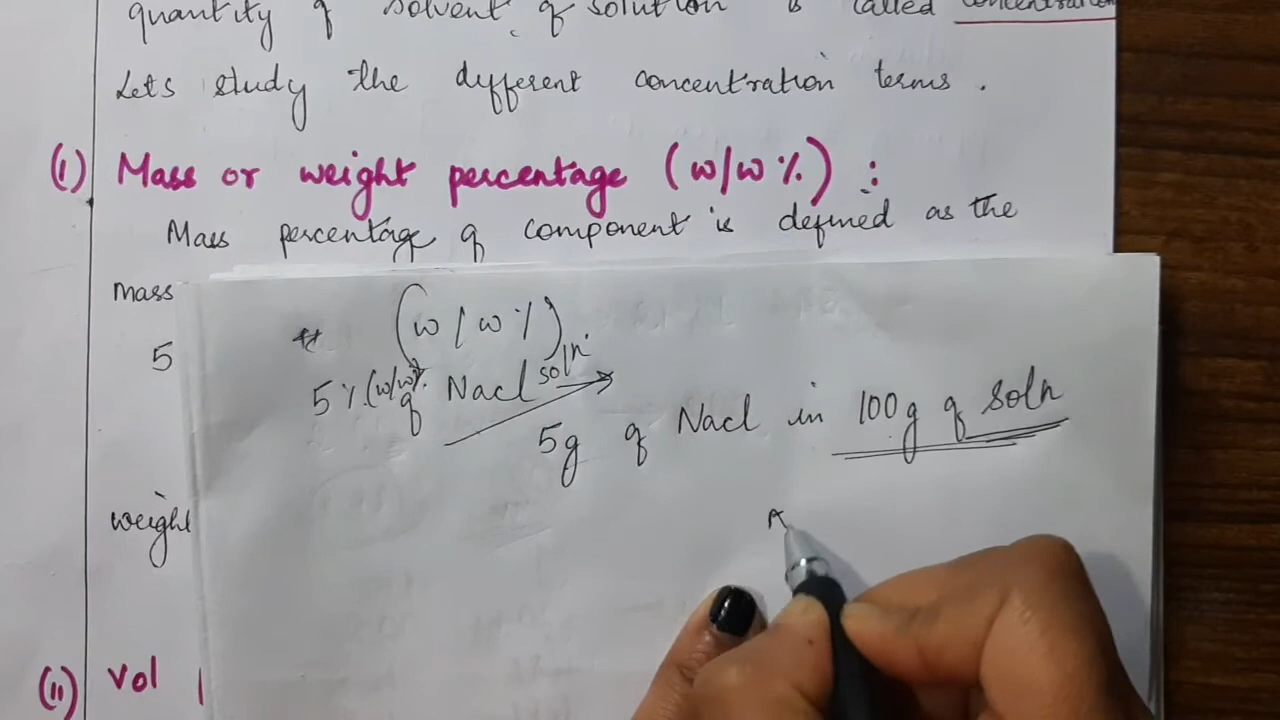 quantity of solvent of solution is called concentration
Lets study the different concentration terms .
(i) Mass or weight percentage (w/w %) :
Mass percentage of component is defined as the
mass
5
(w/w %)
5 % (w/w) of NaCl soln
5g of NaCl in 100g of soln
A
weight
(ii) Vol